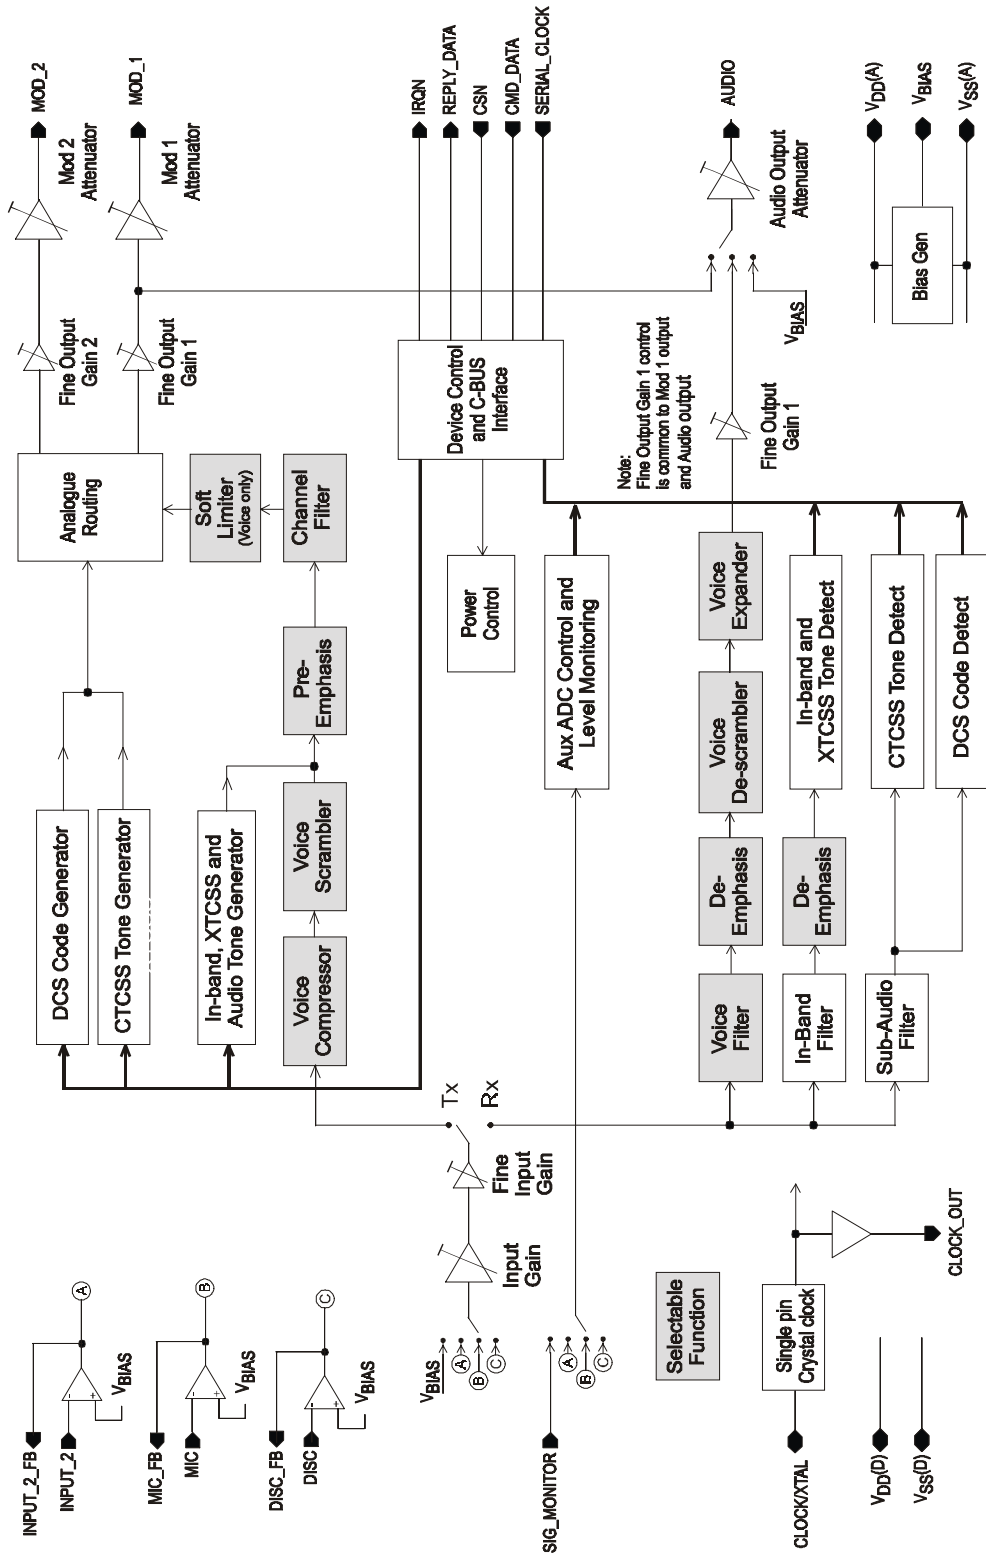 INPUT_2_FB
INPUT_2
VBIAS
A
MIC_FB
MIC
VBIAS
B
DISC_FB
DISC
VBIAS
C
DCS Code Generator
CTCSS Tone Generator
In-band, XTCSS and
Audio Tone Generator
Voice
Compressor
Voice
Scrambler
Pre-
Emphasis
Channel
Filter
Soft
Limiter
(Voice only)
Analogue
Routing
Fine Output
Gain 2
Fine Output
Gain 1
Mod 2
Attenuator
Mod 1
Attenuator
MOD_2
MOD_1
VBIAS
A
B
C
Input
Gain
Fine
Input
Gain
Tx
Rx
Power
Control
Device Control
and C-BUS
Interface
IRQN
REPLY_DATA
CSN
CMD_DATA
SERIAL_CLOCK
SIG_MONITOR
A
B
C
Aux ADC Control and
Level Monitoring
Note:
Fine Output Gain 1 control
is common to Mod 1 output
and Audio output
Selectable
Function
Voice
Filter
De-
Emphasis
Voice
De-scrambler
Voice
Expander
Fine Output
Gain 1
VBIAS
Audio Output
Attenuator
AUDIO
In-Band
Filter
De-
Emphasis
In-band and
XTCSS Tone Detect
Sub-Audio
Filter
CTCSS Tone Detect
DCS Code Detect
CLOCK/XTAL
Single pin
Crystal clock
CLOCK_OUT
VDD(D)
VSS(D)
Bias Gen
VDD(A)
VBIAS
VSS(A)